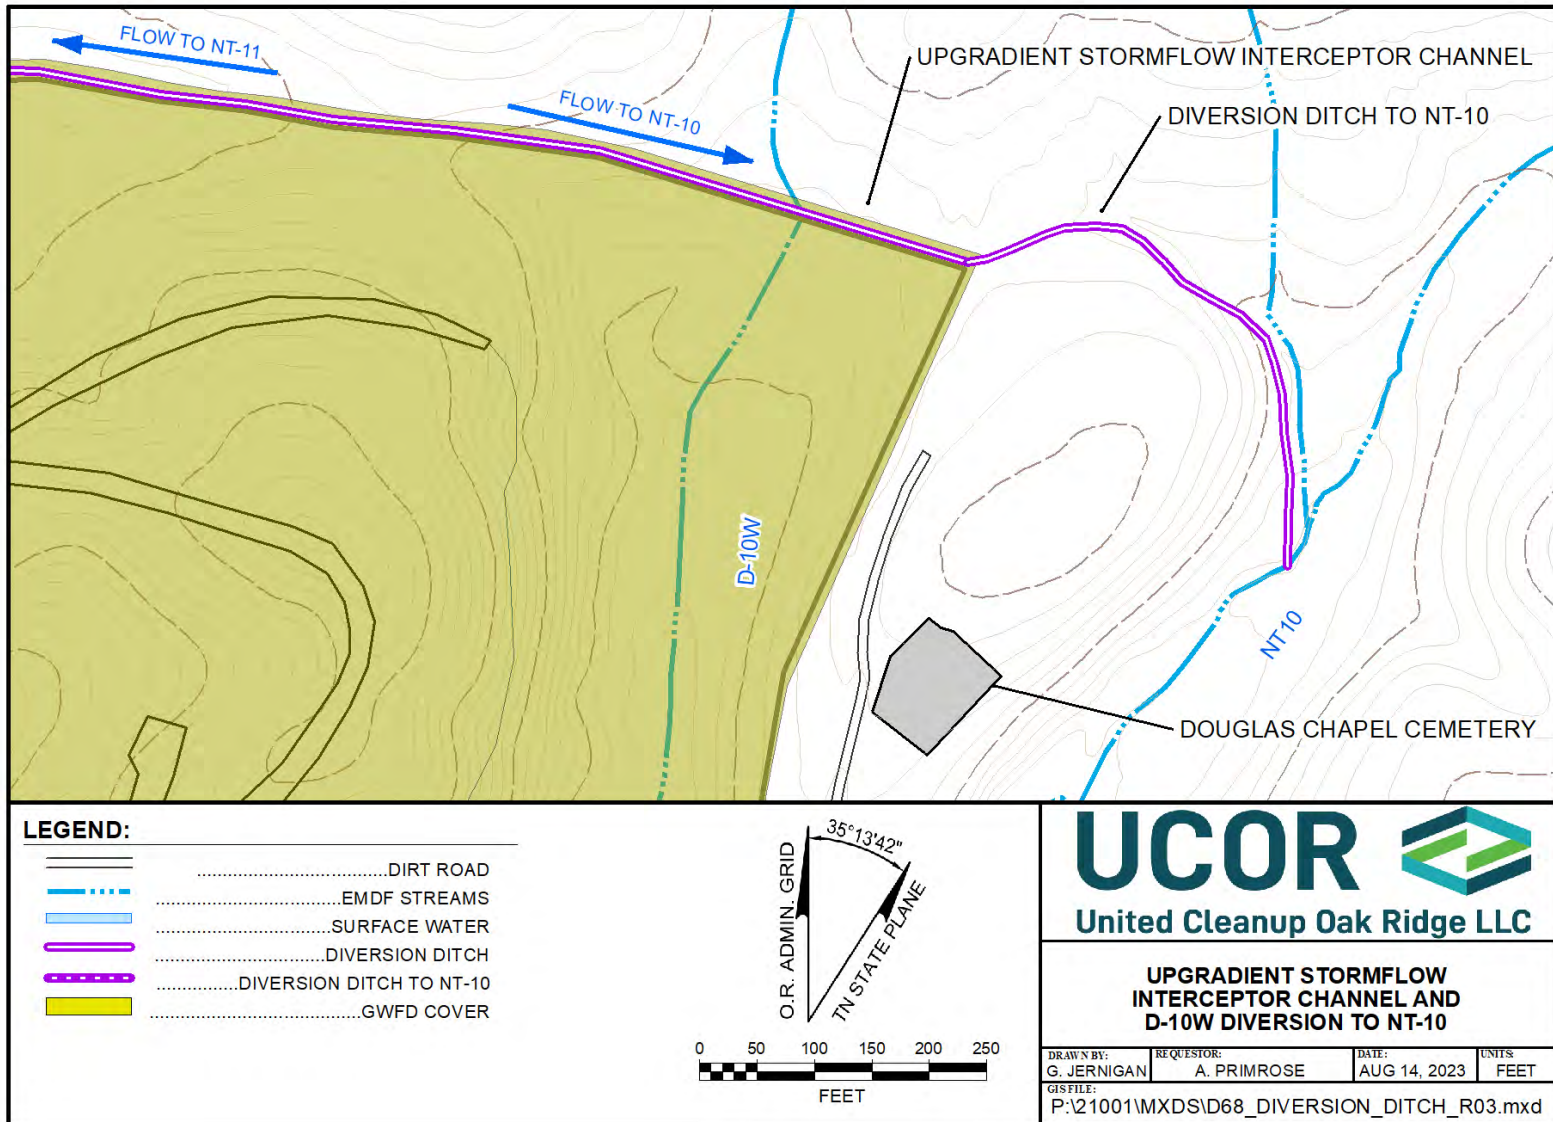 FLOW TO NT-11
UPGRADIENT STORMFLOW INTERCEPTOR CHANNEL
FLOW TO NT-10
DIVERSION DITCH TO NT-10
D-10W
NT10
DOUGLAS CHAPEL CEMETERY
LEGEND:
DIRT ROAD
EMDF STREAMS
SURFACE WATER
DIVERSION DITCH
DIVERSION DITCH TO NT-10
GWFD COVER
35°13'42"
O.R. ADMIN. GRID
TN STATE PLANE
0 50 100 150 200 250
FEET
UCOR
United Cleanup Oak Ridge LLC
UPGRADIENT STORMFLOW
INTERCEPTOR CHANNEL AND
D-10W DIVERSION TO NT-10
DRAWN BY: REQUESTOR: DATE: UNITS:
G. JERNIGAN A. PRIMROSE AUG 14, 2023 FEET
GIS FILE:
P:\21001\MXDS\D68_DIVERSION_DITCH_R03.mxd